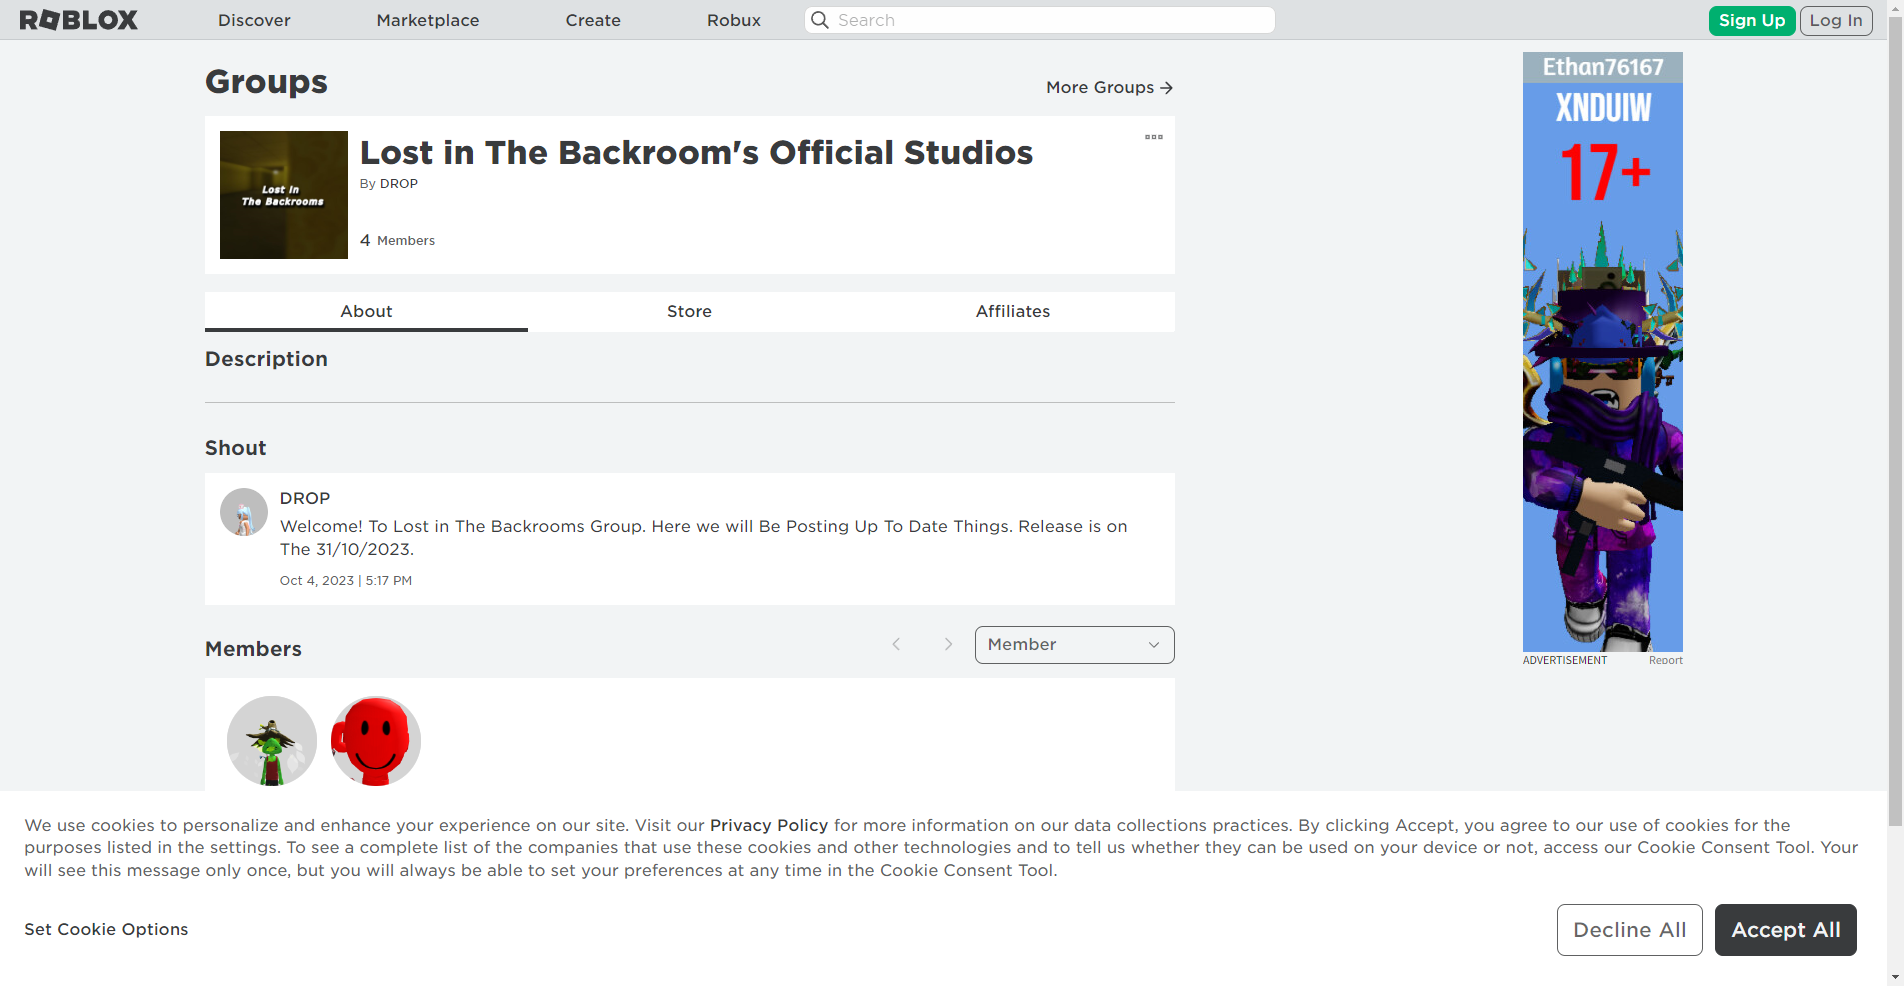 ROBLOX
Discover
Marketplace
Create
Robux
Search
Sign Up
Log In
Groups
More Groups
Lost in The Backrooms
Lost in The Backroom's Official Studios
By DROP
4 Members
About
Store
Affiliates
Description
Shout
DROP
Welcome! To Lost in The Backrooms Group. Here we will Be Posting Up To Date Things. Release is on
The 31/10/2023.
Oct 4, 2023 | 5:17 PM
Members
Member
Ethan76167
XNDUIW
17+
ADVERTISEMENT
Report
We use cookies to personalize and enhance your experience on our site. Visit our Privacy Policy for more information on our data collections practices. By clicking Accept, you agree to our use of cookies for the
purposes listed in the settings. To see a complete list of the companies that use these cookies and other technologies and to tell us whether they can be used on your device or not, access our Cookie Consent Tool. Your
will see this message only once, but you will always be able to set your preferences at any time in the Cookie Consent Tool.
Set Cookie Options
Decline All
Accept All